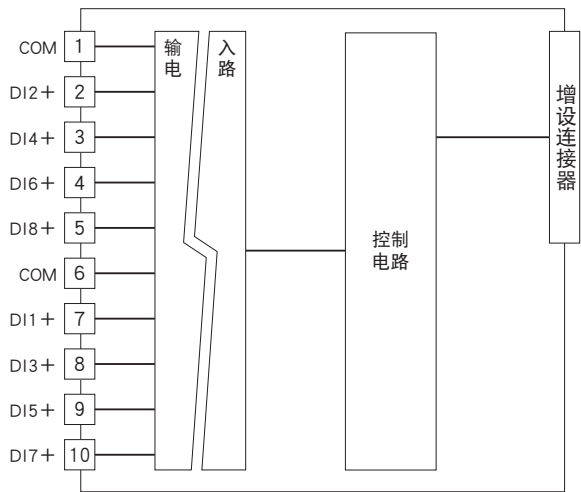 COM 1
DI2+ 2
DI4+ 3
DI6+ 4
DI8+ 5
COM 6
DI1+ 7
DI3+ 8
DI5+ 9
DI7+ 10
输入
电路
控制
电路
增设连接器